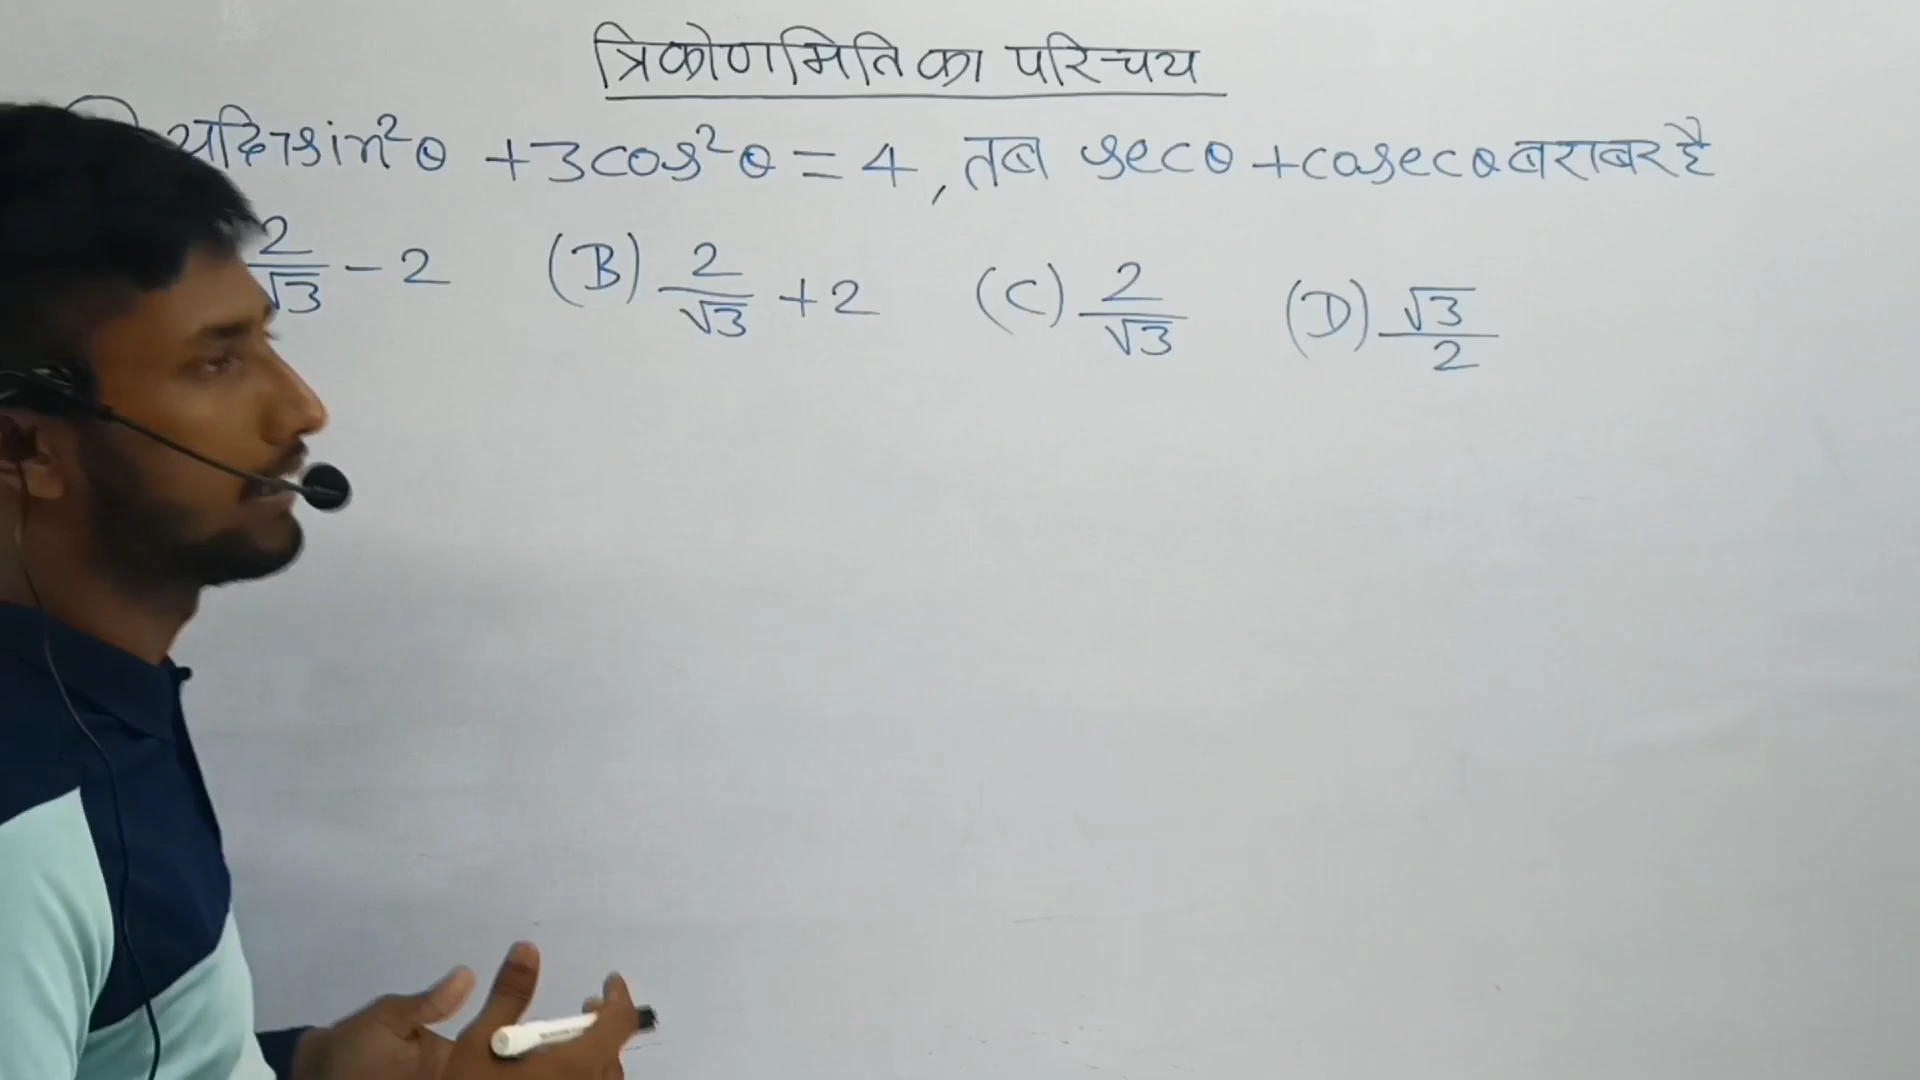 त्रिकोणमिति का परिचय
यदि 7sin²θ + 3cos²θ = 4, तब secθ + cosecθ बराबर है
2/√3 - 2 (B) 2/√3 + 2 (C) 2/√3 (D) √3/2